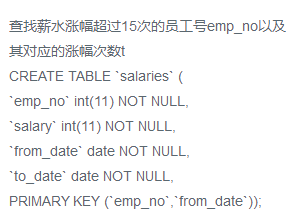 查找薪水涨幅超过15次的员工号emp_no以及
其对应的涨幅次数t
CREATE TABLE `salaries` (
`emp_no` int(11) NOT NULL,
`salary` int(11) NOT NULL,
`from_date` date NOT NULL,
`to_date` date NOT NULL,
PRIMARY KEY (`emp_no`,`from_date`));